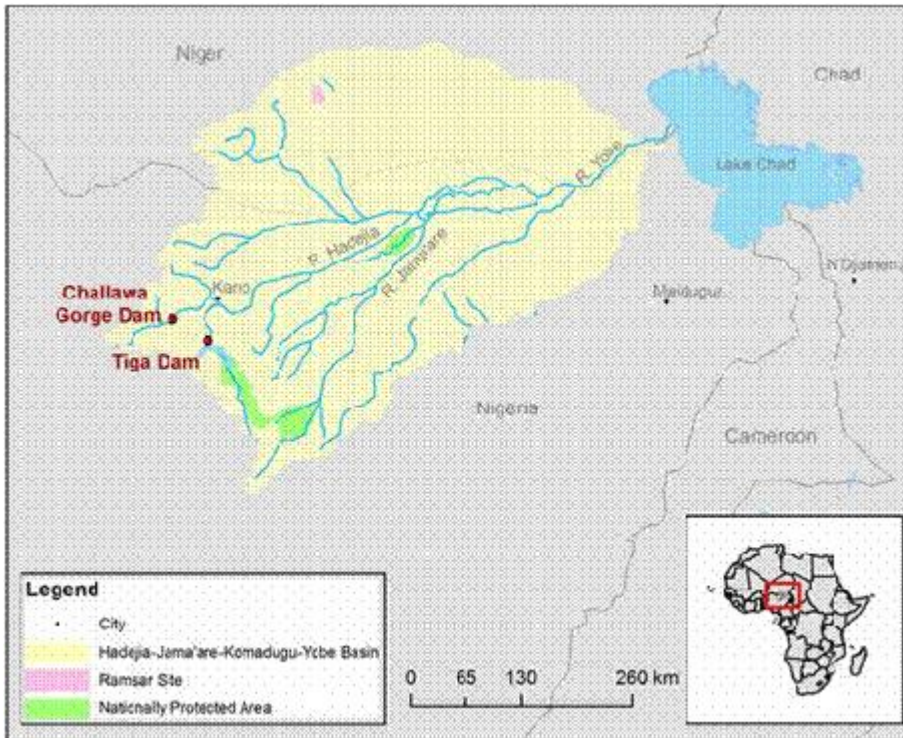 Niger
Chad
Lake Chad
R. Yobe
R. Hadejia
R. Jama'are
Kano
Challawa
Gorge Dam
Tiga Dam
Maiduguri
N'Djamena
Nigeria
Cameroon
Legend
City
Hadejia-Jama'are-Komadugu-Yobe Basin
Ramsar Site
Nationally Protected Area
0 65 130 260 km